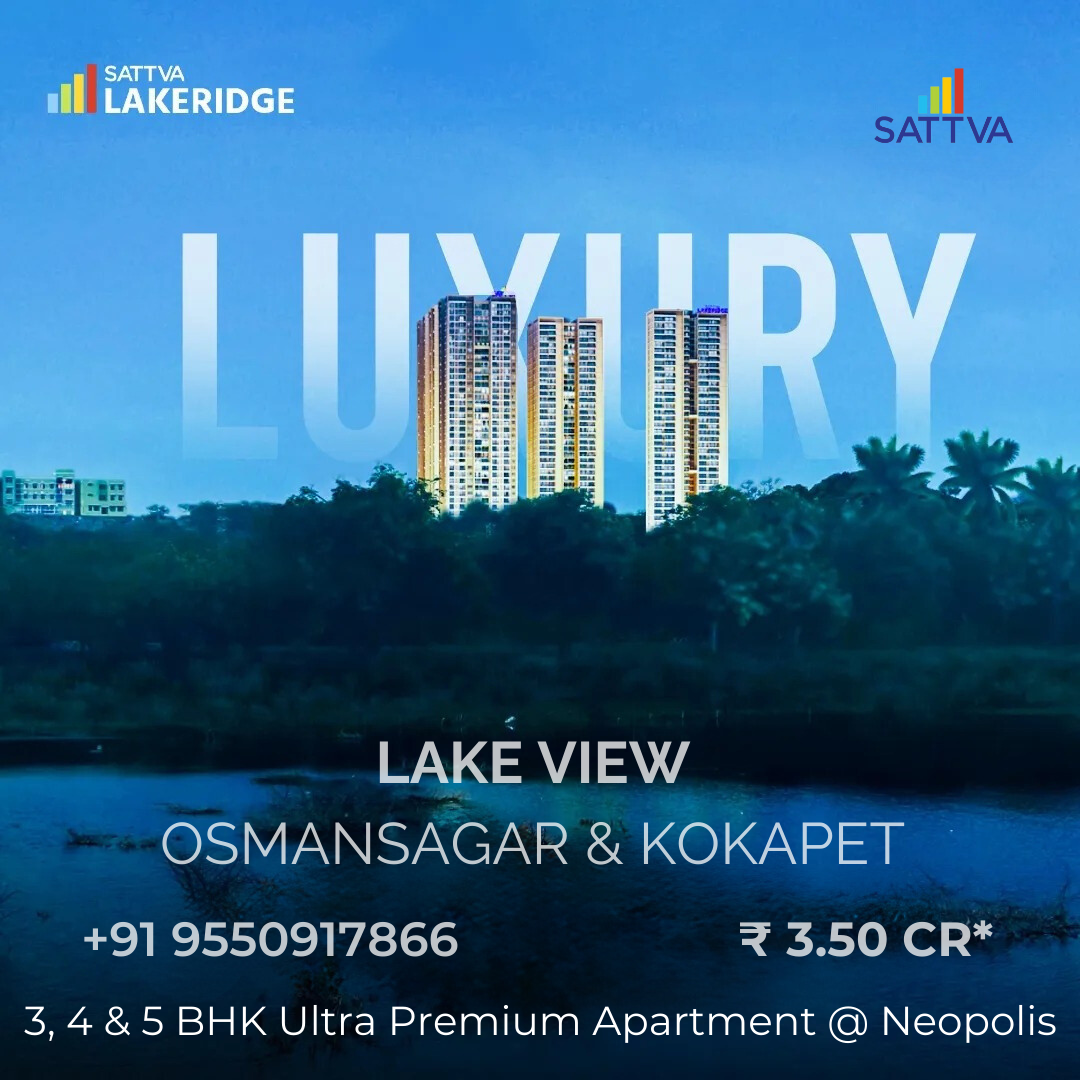 SATTVA
LAKERIDGE
SATTVA
LUXURY
LAKE VIEW
OSMANSAGAR & KOKAPET
+91 9550917866
₹ 3.50 CR*
3, 4 & 5 BHK Ultra Premium Apartment @ Neopolis